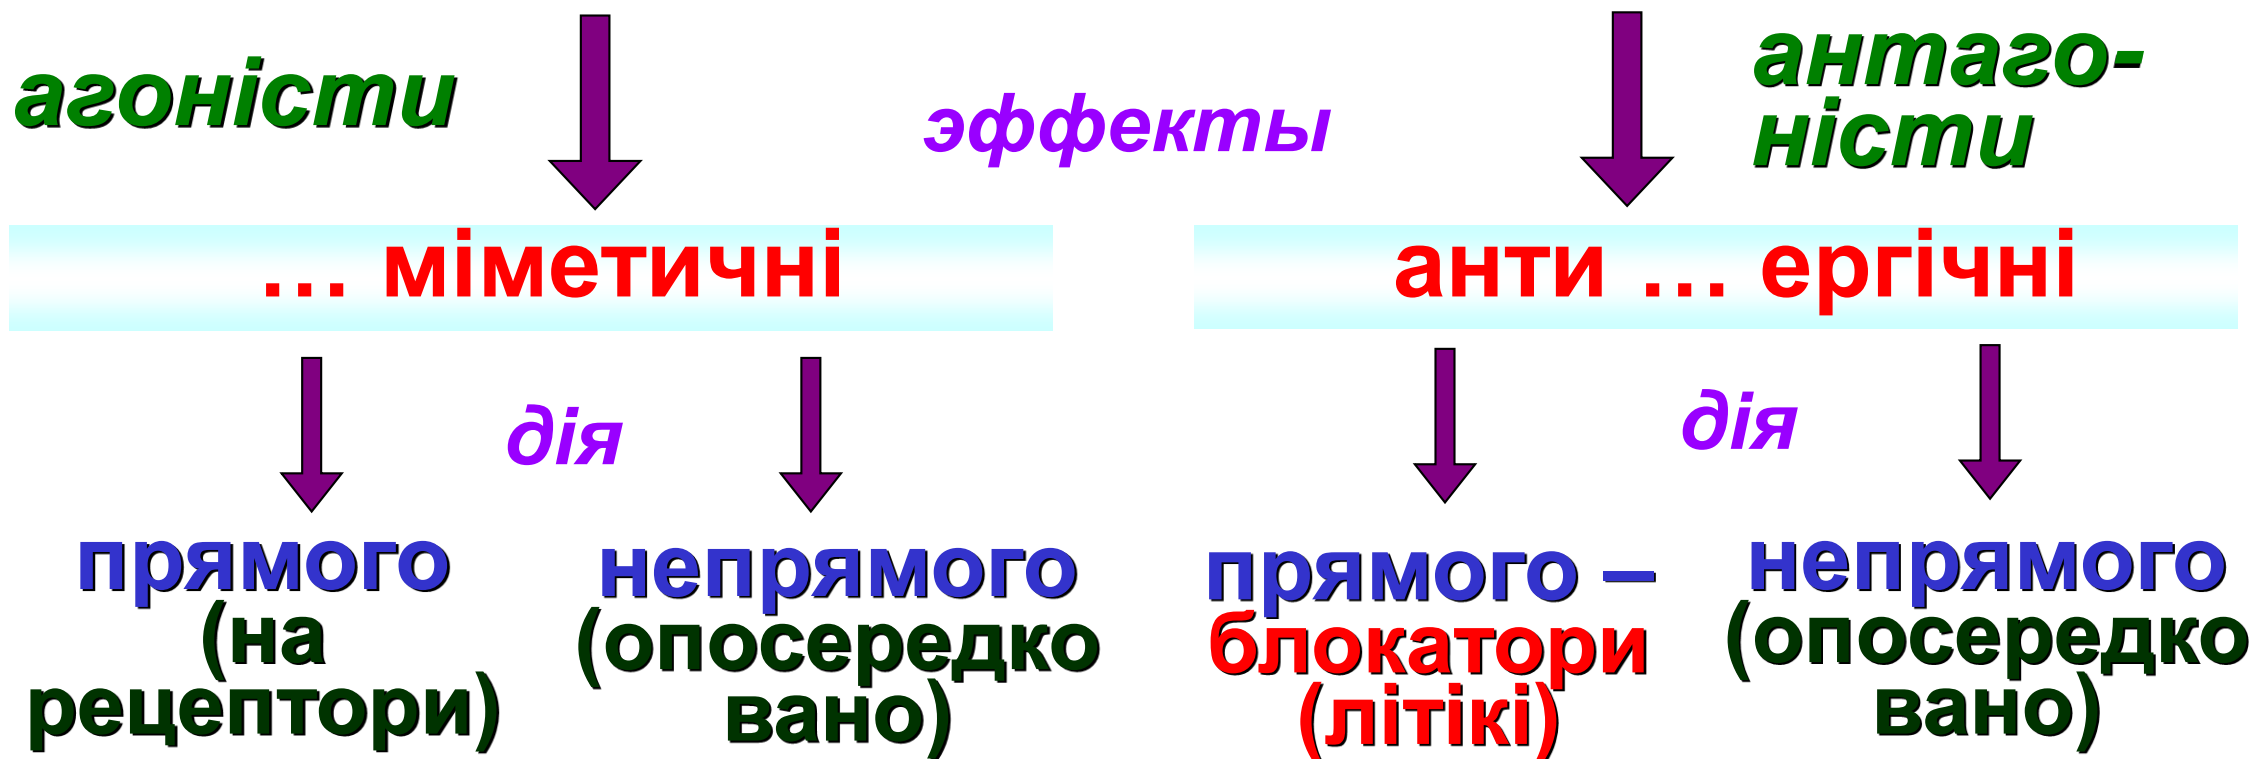 агоністи
эффекты
антаго-
ністи
... міметичні
анти ... ергічні
дія
дія
прямого
(на
рецептори)
непрямого
(опосередко
вано)
прямого –
блокатори
(літікі)
непрямого
(опосередко
вано)